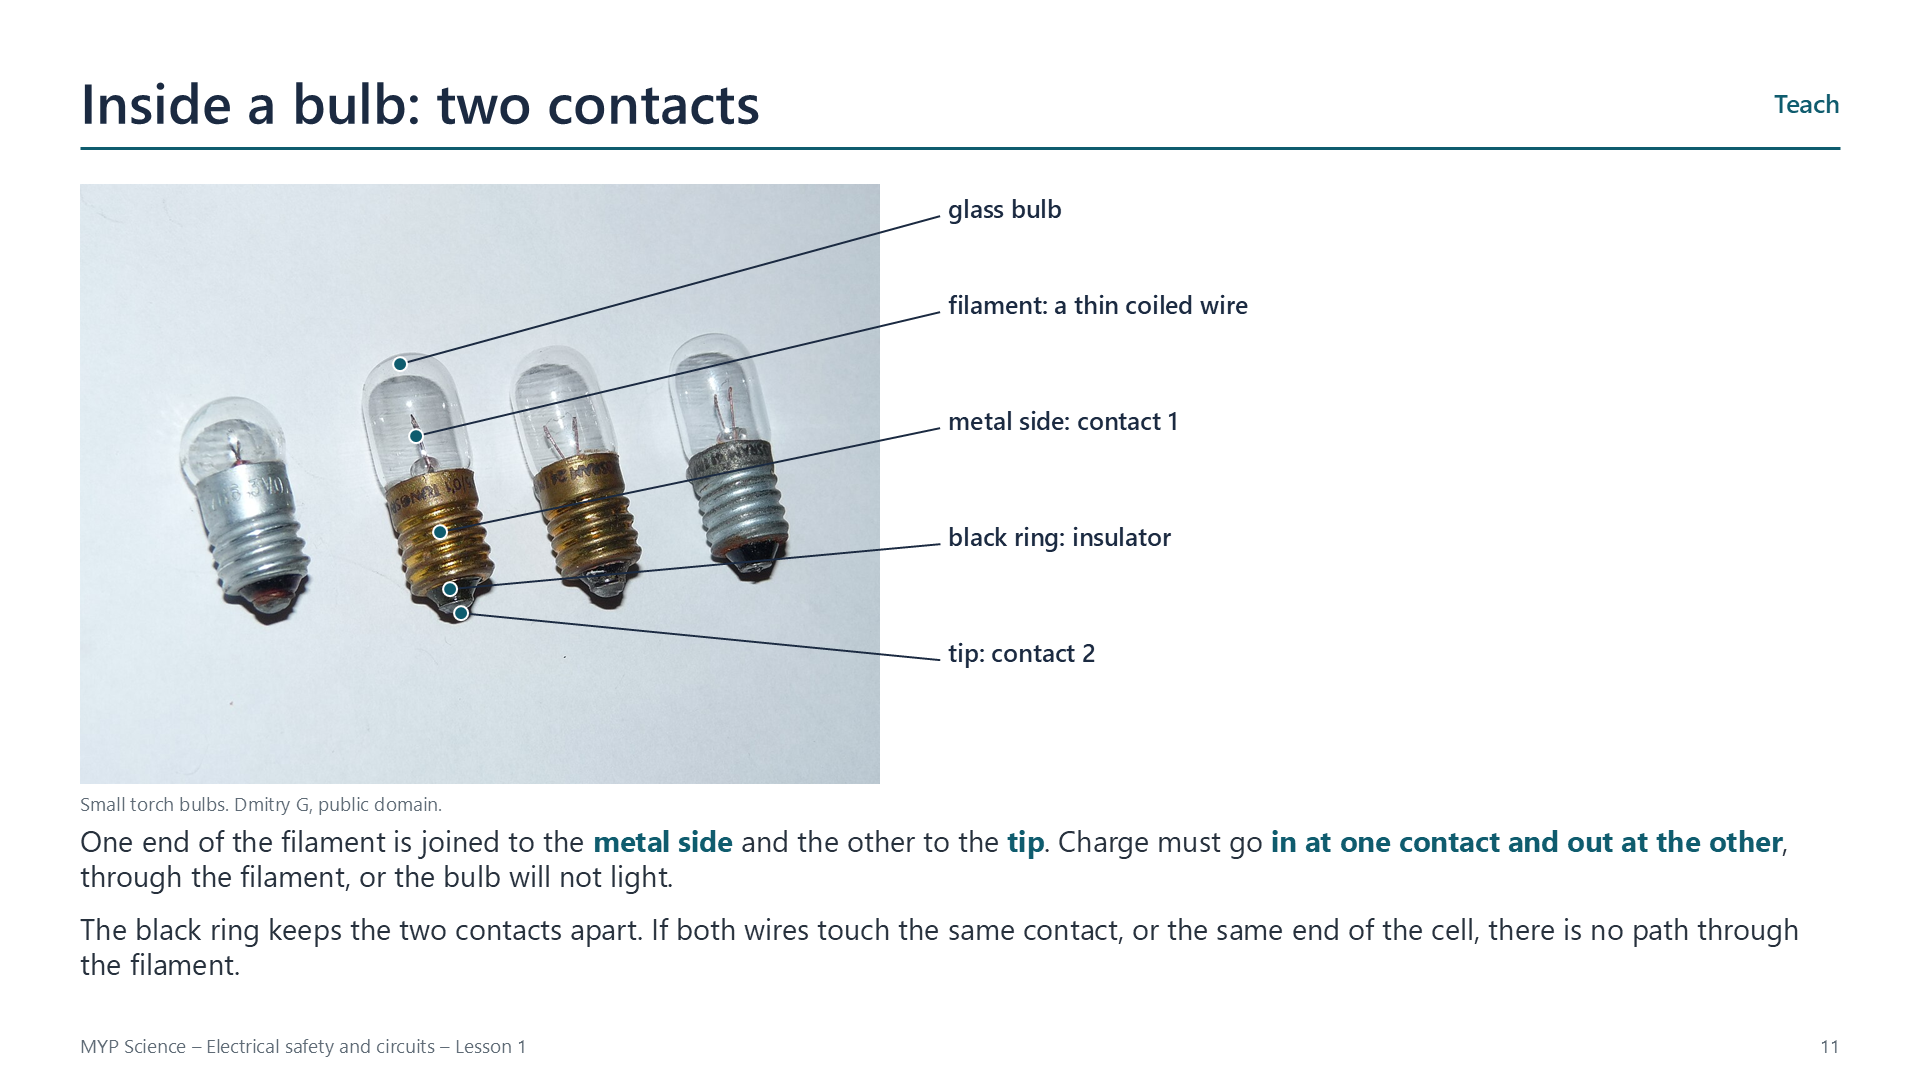 Inside a bulb: two contacts
Teach
glass bulb
filament: a thin coiled wire
metal side: contact 1
black ring: insulator
tip: contact 2
Small torch bulbs. Dmitry G, public domain.
One end of the filament is joined to the metal side and the other to the tip. Charge must go in at one contact and out at the other,
through the filament, or the bulb will not light.
The black ring keeps the two contacts apart. If both wires touch the same contact, or the same end of the cell, there is no path through
the filament.
MYP Science – Electrical safety and circuits – Lesson 1
11